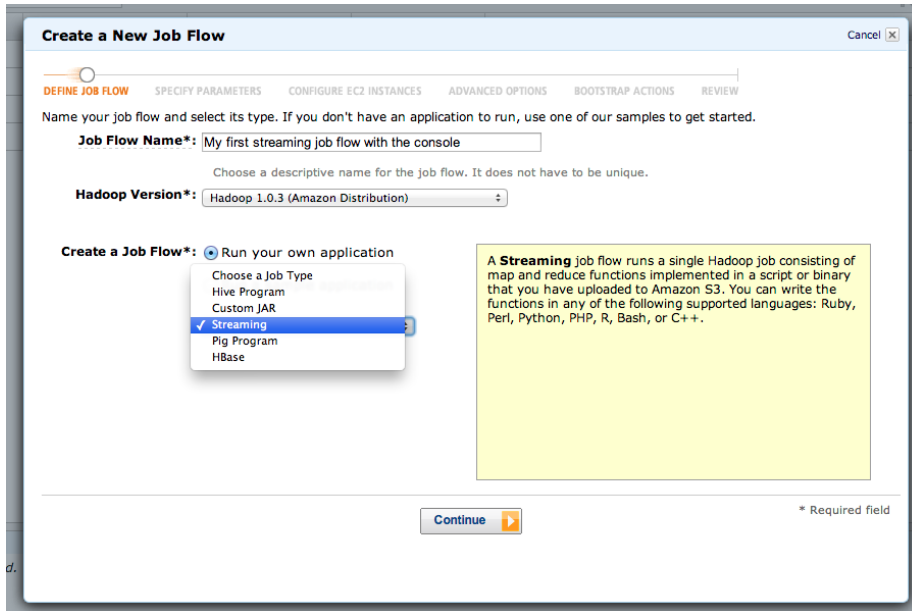 Create a New Job Flow
Cancel
DEFINE JOB FLOW SPECIFY PARAMETERS CONFIGURE EC2 INSTANCES ADVANCED OPTIONS BOOTSTRAP ACTIONS REVIEW
Name your job flow and select its type. If you don't have an application to run, use one of our samples to get started.
Job Flow Name*: My first streaming job flow with the console
Choose a descriptive name for the job flow. It does not have to be unique.
Hadoop Version*: Hadoop 1.0.3 (Amazon Distribution)
Create a Job Flow*: Run your own application
Choose a Job Type
Hive Program
Custom JAR
✓ Streaming
Pig Program
HBase
A Streaming job flow runs a single Hadoop job consisting of
map and reduce functions implemented in a script or binary
that you have uploaded to Amazon S3. You can write the
functions in any of the following supported languages: Ruby,
Perl, Python, PHP, R, Bash, or C++.
* Required field
Continue
d.